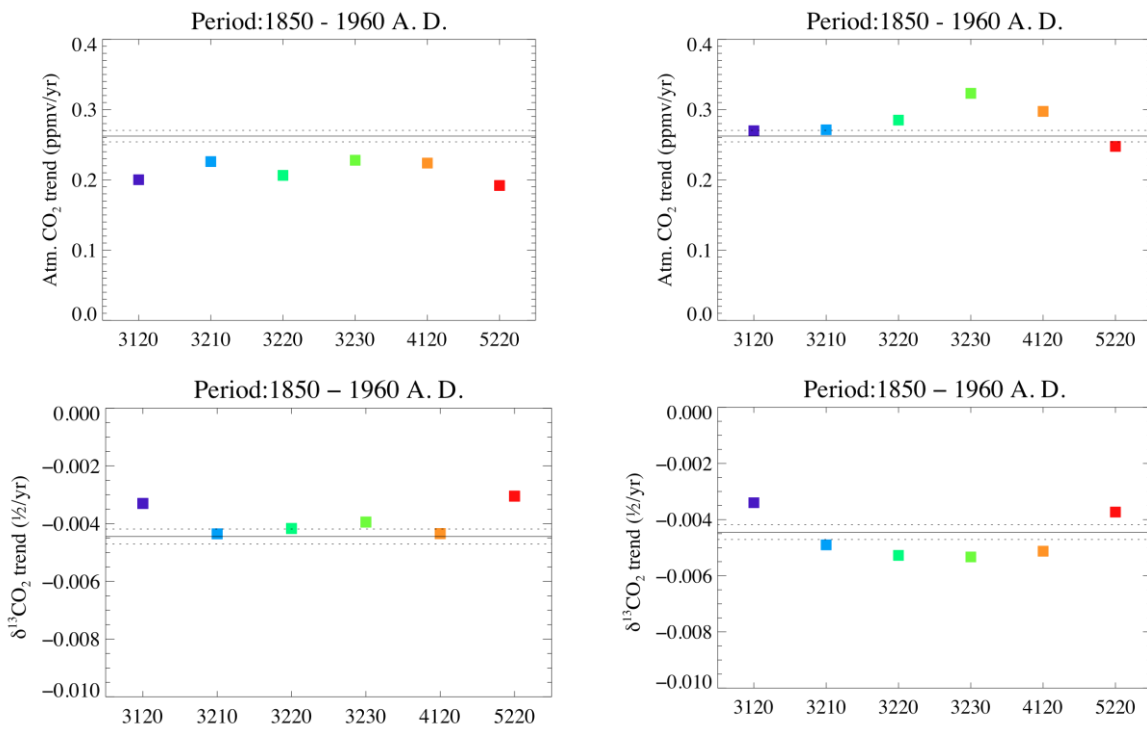 Period:1850 - 1960 A. D.
Atm. CO₂ trend (ppmv/yr)
0.4
0.3
0.2
0.1
0.0
3120 3210 3220 3230 4120 5220
Period:1850 - 1960 A. D.
Atm. CO₂ trend (ppmv/yr)
0.4
0.3
0.2
0.1
0.0
3120 3210 3220 3230 4120 5220
Period:1850 − 1960 A. D.
δ¹³CO₂ trend (½/yr)
0.000
−0.002
−0.004
−0.006
−0.008
−0.010
3120 3210 3220 3230 4120 5220
Period:1850 − 1960 A. D.
δ¹³CO₂ trend (½/yr)
0.000
−0.002
−0.004
−0.006
−0.008
−0.010
3120 3210 3220 3230 4120 5220